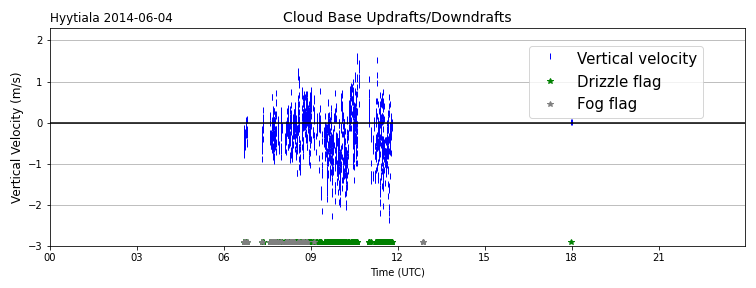 Hyytiala 2014-06-04
Cloud Base Updrafts/Downdrafts
Vertical Velocity (m/s)
2
1
0
−1
−2
−3
Vertical velocity
Drizzle flag
Fog flag
00 03 06 09 12 15 18 21
Time (UTC)